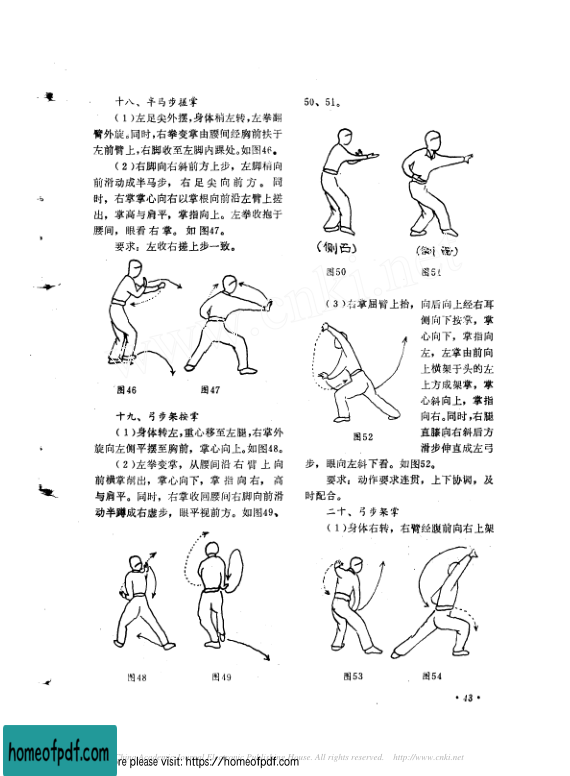 十八、半马步搓掌
(1)左足尖外摆,身体稍左转,左拳翻
臂外旋。同时,右拳变掌由腰间经胸前扶于
左前臂上,右脚收至左脚内踝处。如图46。
(2)右脚向右斜前方上步,左脚稍向
前滑动成半马步,右足尖向前方。同
时,右掌掌心向右以掌根向前沿左臂上搓
出,掌高与肩平,掌指向上。左拳收抱于
腰间,眼看右掌。如图47。
要求:左收右搓上步一致。
图46
图47
十九、弓步架按掌
(1)身体转左,重心移至左腿,右掌外
旋向左侧平摆至胸前,掌心向上。如图48。
(2)左拳变掌,从腰间沿右臂上向
前横掌削出,掌心向下,掌指向右,高
与肩平。同时,右掌收回腰间右脚向前滑
动半蹲成右虚步,眼平视前方。如图49、
图48
图49
50、51。
(侧面)
图50
图51
(3)右掌屈臂上抬,向后向上经右耳
侧向下按掌,掌
心向下,掌指向
左,左掌由前向
上横架于头的左
上方成架掌,掌
心斜向上,掌指
向右。同时,右腿
直膝向右斜后方
滑步伸直成左弓
图52
步,眼向左斜下看。如图52。
要求:动作要求连贯,上下协调,及
时配合。
二十、弓步架掌
(1)身体右转,右臂经腹前向右上架
图53
图54
·43·
homeofpdf.com
re please visit: https://homeofpdf.com
House. All rights reserved. http://www.cnki.net